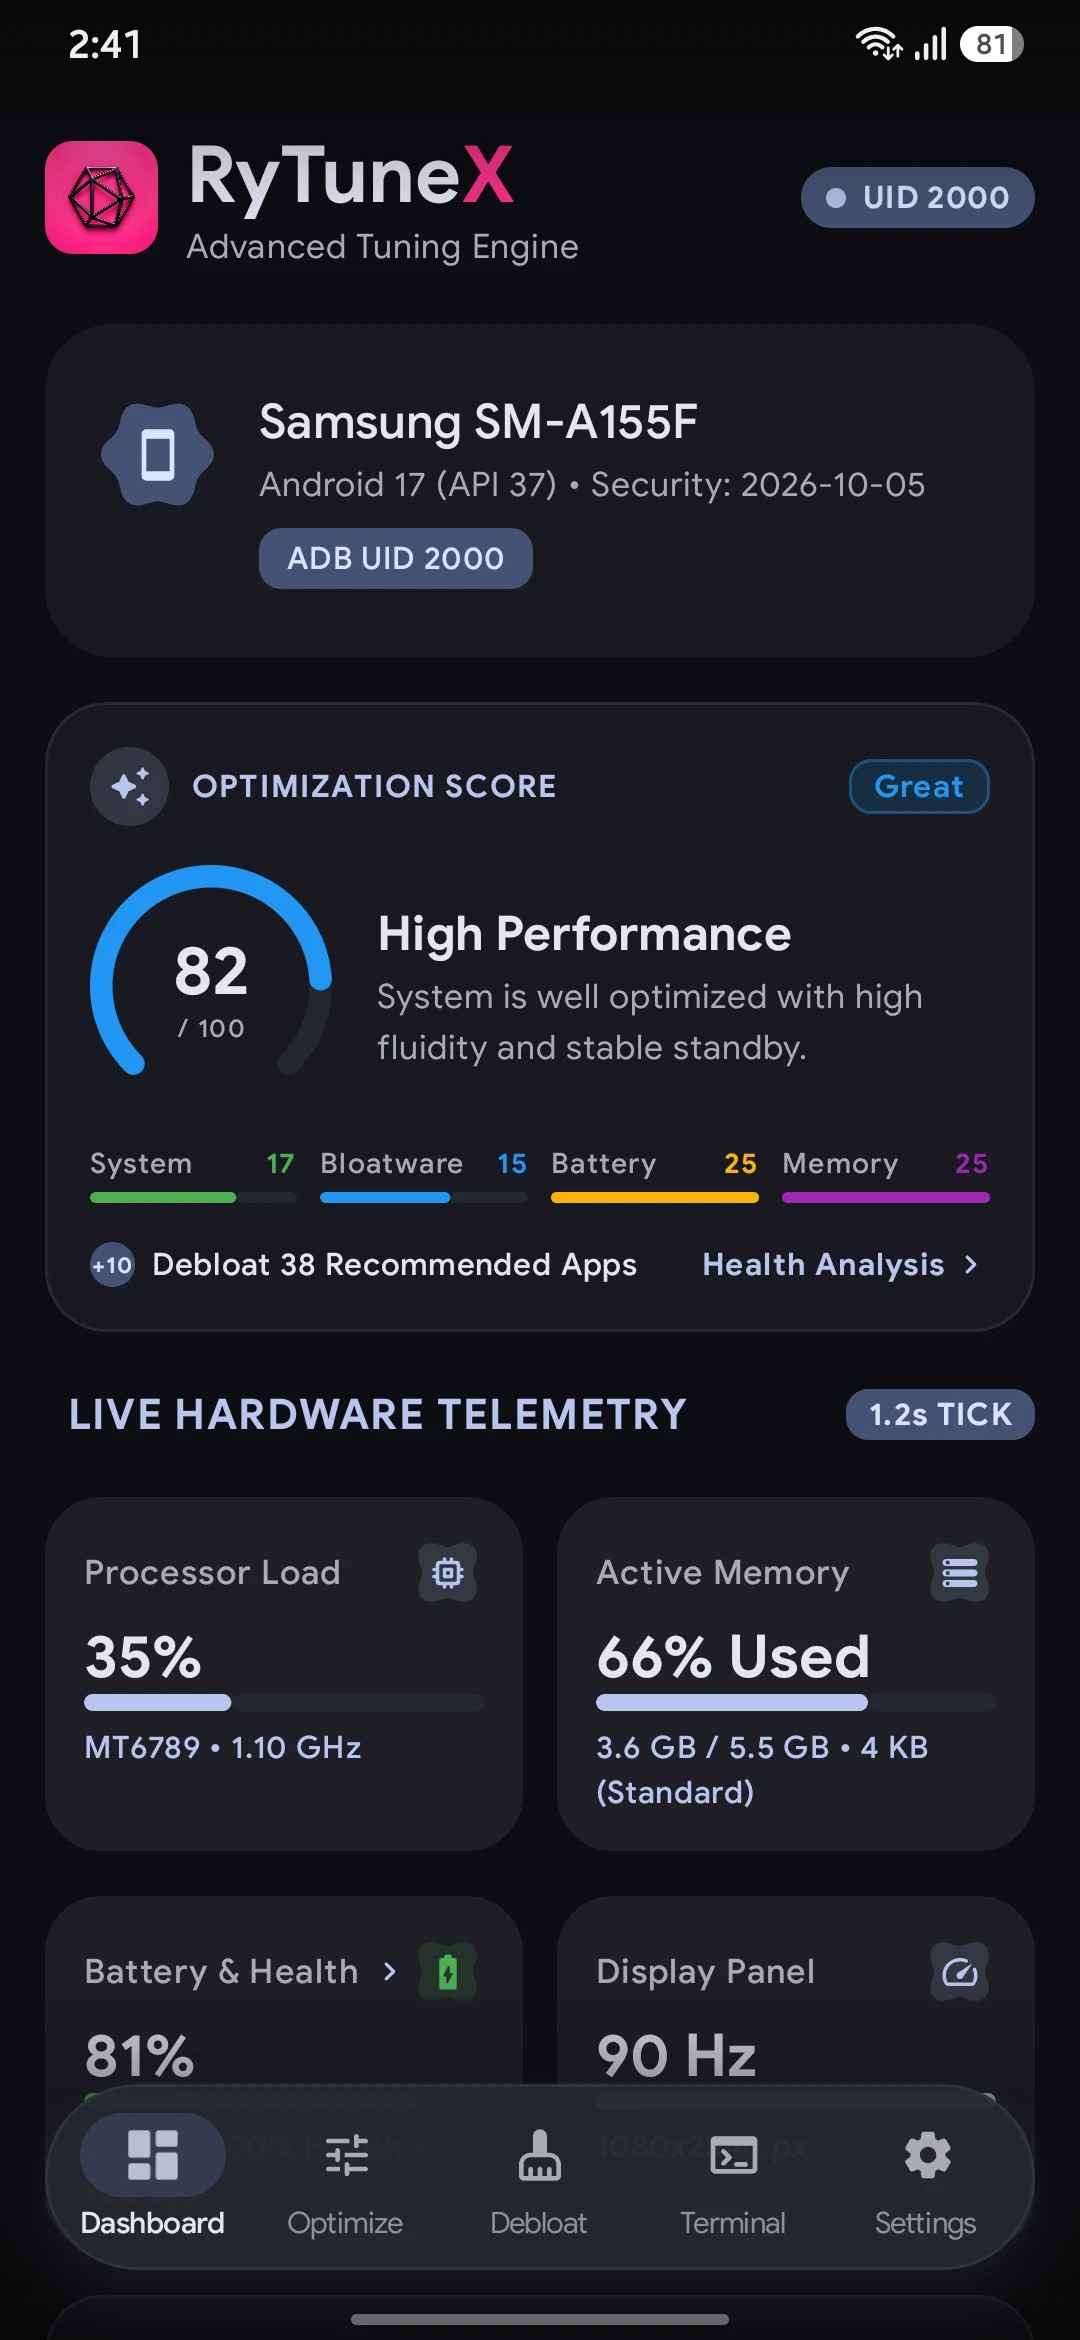 2:41
81
RyTuneX
Advanced Tuning Engine
UID 2000
Samsung SM-A155F
Android 17 (API 37) • Security: 2026-10-05
ADB UID 2000
OPTIMIZATION SCORE
Great
82
/ 100
High Performance
System is well optimized with high
fluidity and stable standby.
System 17 Bloatware 15 Battery 25 Memory 25
+10 Debloat 38 Recommended Apps Health Analysis
LIVE HARDWARE TELEMETRY
1.2s TICK
Processor Load
35%
MT6789 • 1.10 GHz
Active Memory
66% Used
3.6 GB / 5.5 GB • 4 KB
(Standard)
Battery & Health
81%
Display Panel
90 Hz
Dashboard
Optimize
Debloat
Terminal
Settings